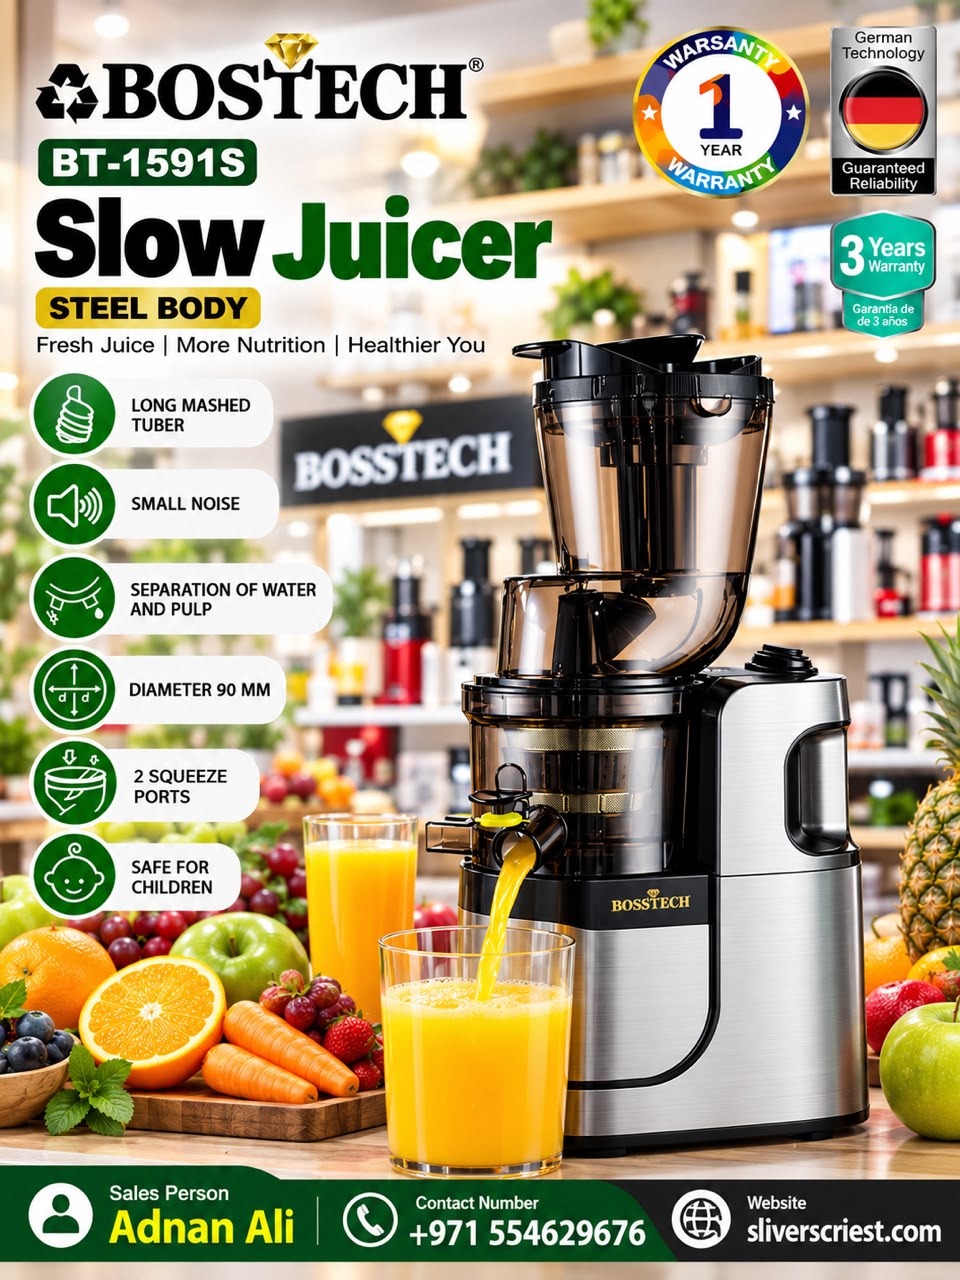 BOSTECH®
BT-1591S
Slow Juicer
STEEL BODY
Fresh Juice | More Nutrition | Healthier You
WARSANTY
1
YEAR
WARRANTY
German
Technology
Guaranteed
Reliability
3 Years
Warranty
Garantia de
de 3 años
LONG MASHED
TUBER
SMALL NOISE
SEPARATION OF WATER
AND PULP
d d
DIAMETER 90 MM
2 SQUEEZE
PORTS
SAFE FOR
CHILDREN
BOSSTECH
BOSSTECH
Sales Person
Adnan Ali
Contact Number
+971 554629676
Website
sliverscriest.com